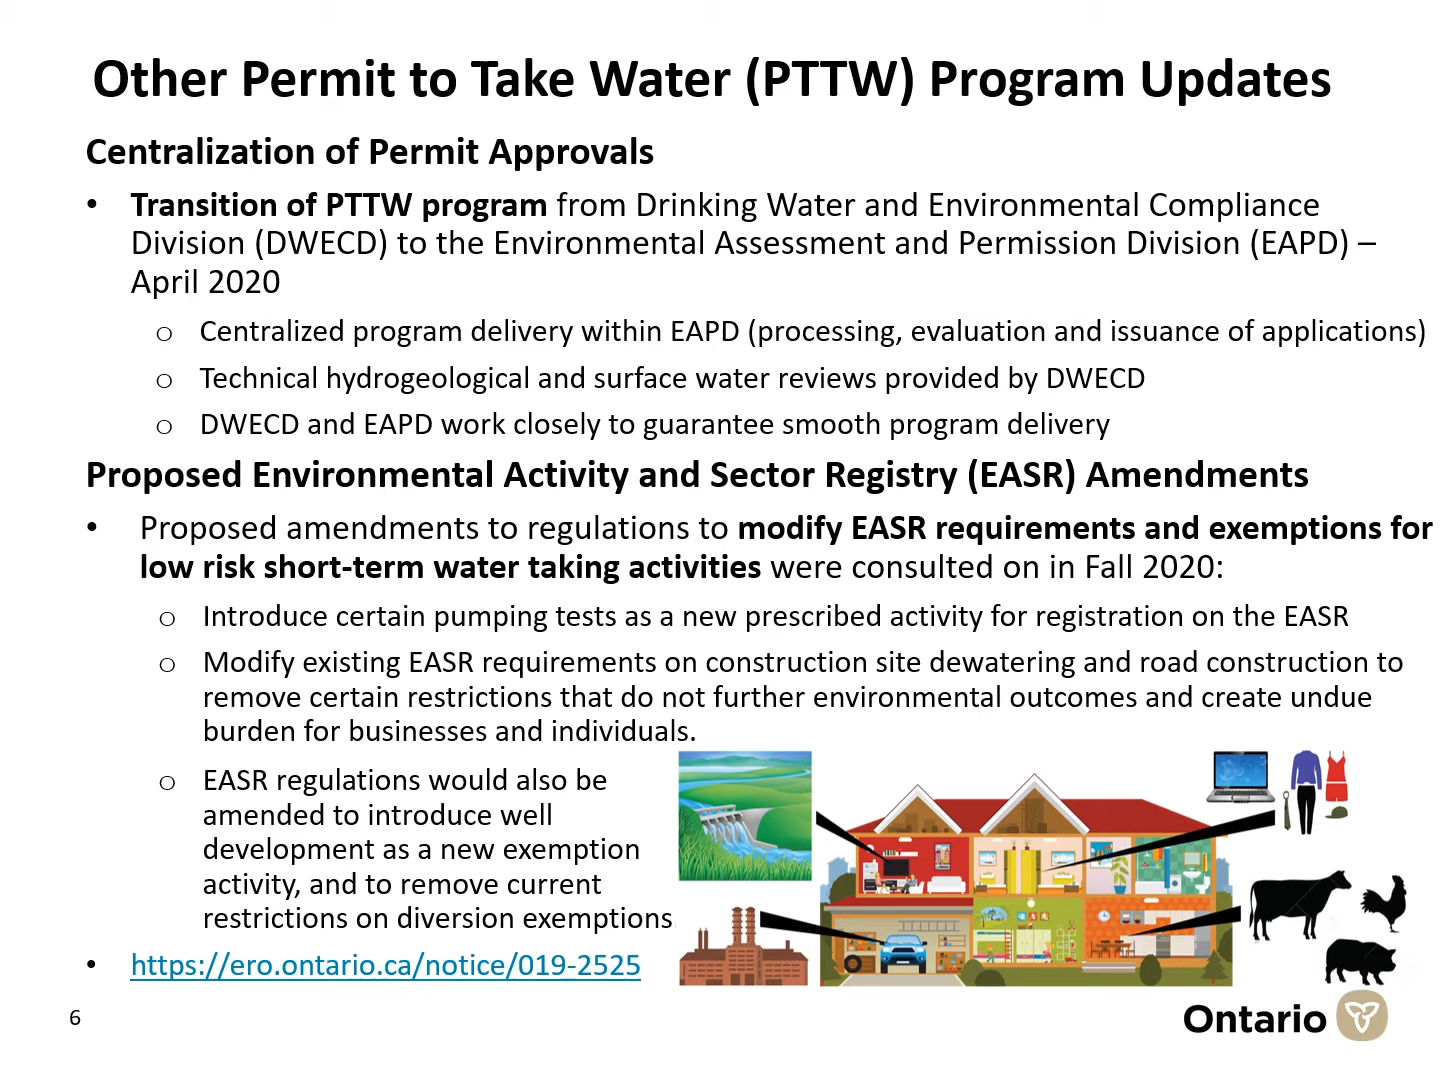 Other Permit to Take Water (PTTW) Program Updates
Centralization of Permit Approvals
• Transition of PTTW program from Drinking Water and Environmental Compliance
Division (DWECD) to the Environmental Assessment and Permission Division (EAPD) –
April 2020
o Centralized program delivery within EAPD (processing, evaluation and issuance of applications)
o Technical hydrogeological and surface water reviews provided by DWECD
o DWECD and EAPD work closely to guarantee smooth program delivery
Proposed Environmental Activity and Sector Registry (EASR) Amendments
• Proposed amendments to regulations to modify EASR requirements and exemptions for
low risk short-term water taking activities were consulted on in Fall 2020:
o Introduce certain pumping tests as a new prescribed activity for registration on the EASR
o Modify existing EASR requirements on construction site dewatering and road construction to
remove certain restrictions that do not further environmental outcomes and create undue
burden for businesses and individuals.
o EASR regulations would also be
amended to introduce well
development as a new exemption
activity, and to remove current
restrictions on diversion exemptions.
• https://ero.ontario.ca/notice/019-2525
6
Ontario